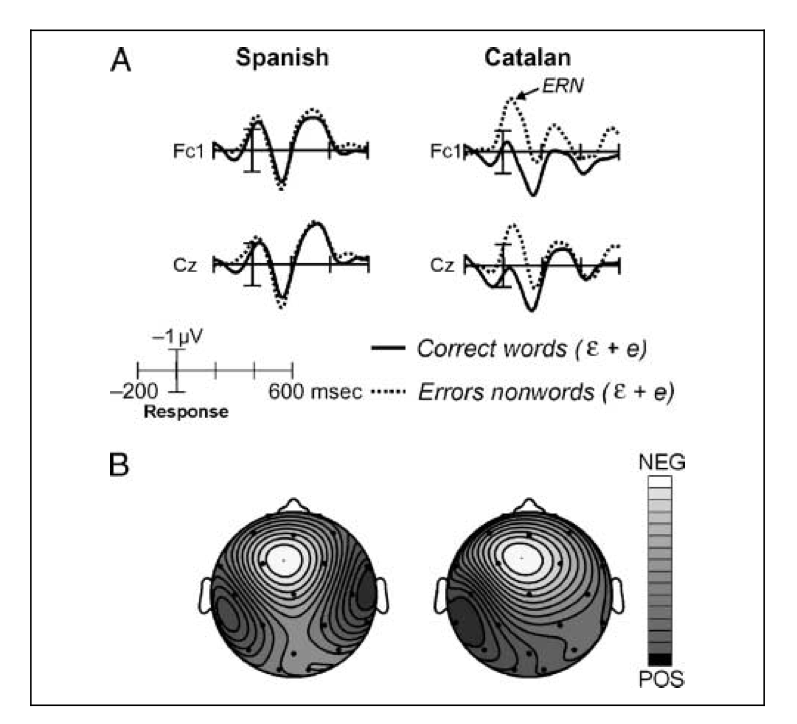 A
Spanish
Catalan
ERN
Fc1
Fc1
Cz
Cz
–1 μV
–200
600 msec
Response
Correct words (ε + e)
Errors nonwords (ε + e)
B
NEG
POS